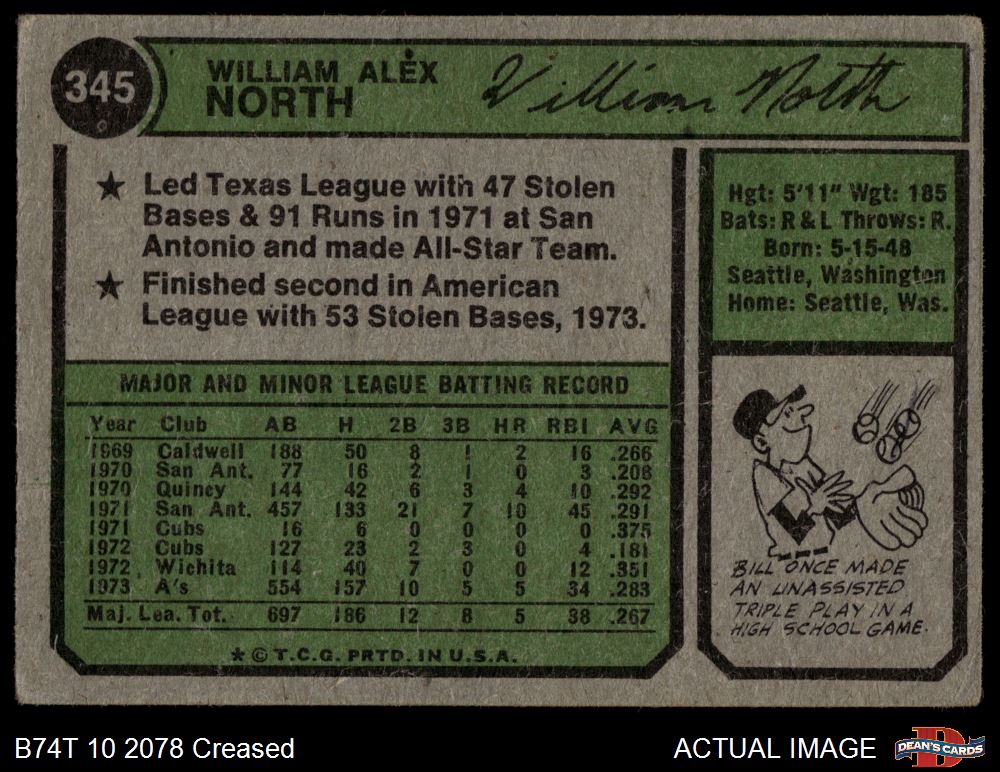 345
WILLIAM ALEX
NORTH
William North
★ Led Texas League with 47 Stolen
Bases & 91 Runs in 1971 at San
Antonio and made All-Star Team.
★ Finished second in American
League with 53 Stolen Bases, 1973.
Hgt: 5'11" Wgt: 185
Bats: R & L Throws: R.
Born: 5-15-48
Seattle, Washington
Home: Seattle, Was.
MAJOR AND MINOR LEAGUE BATTING RECORD
Year Club AB H 2B 3B HR RBI AVG
1969 Caldwell 188 50 8 1 2 16 .266
1970 San Ant. 77 16 2 1 0 3 .208
1970 Quincy 144 42 6 3 4 10 .292
1971 San Ant. 457 133 21 7 10 45 .291
1971 Cubs 16 6 0 0 0 0 .375
1972 Cubs 127 23 2 3 0 4 .181
1972 Wichita 114 40 7 0 0 12 .351
1973 A's 554 157 10 5 5 34 .283
Maj. Lea. Tot. 697 186 12 8 5 38 .267
★ © T.C.G. PRTD. IN U.S.A.
BILL ONCE MADE
AN UNASSISTED
TRIPLE PLAY IN A
HIGH SCHOOL GAME.
B74T 10 2078 Creased
ACTUAL IMAGE
DEAN'S CARDS